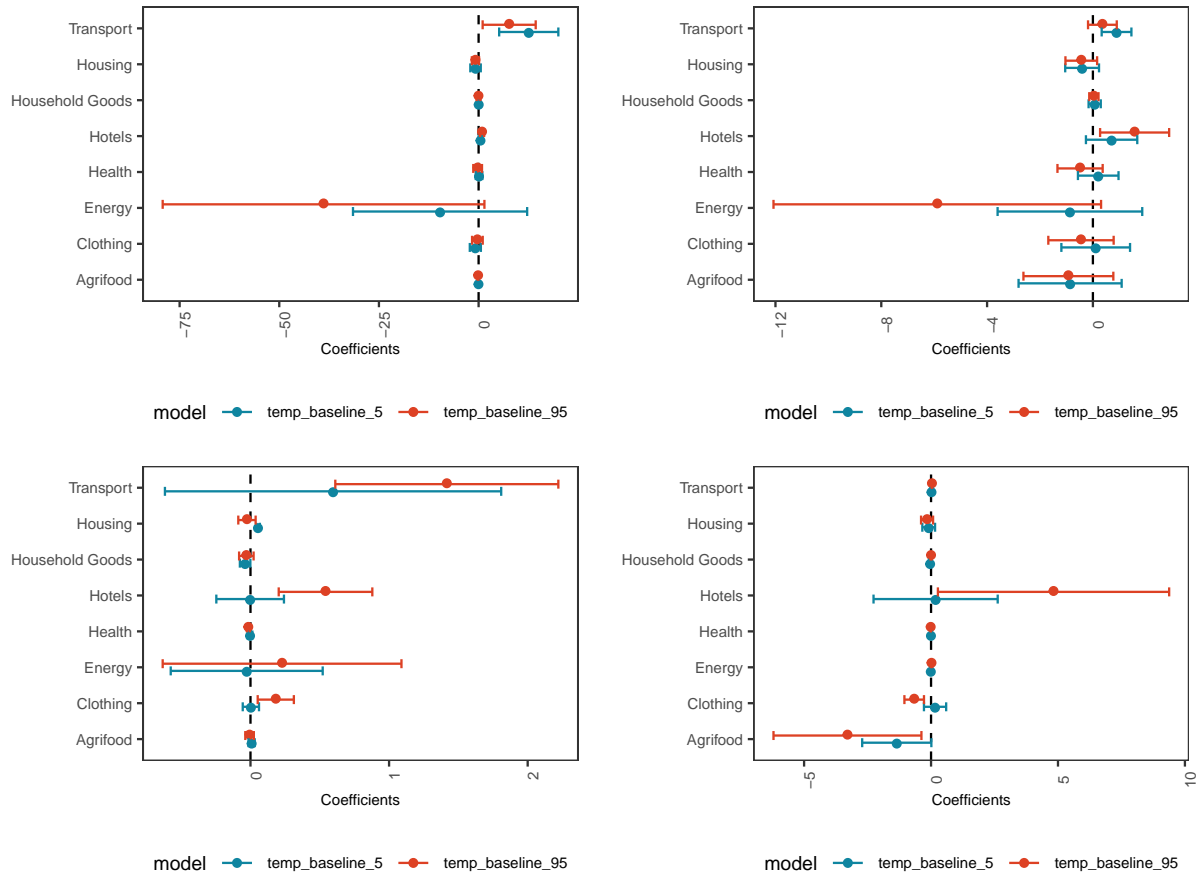 Transport
Housing
Household Goods
Hotels
Health
Energy
Clothing
Agrifood
−75
−50
−25
0
Coefficients
model temp_baseline_5 temp_baseline_95
Transport
Housing
Household Goods
Hotels
Health
Energy
Clothing
Agrifood
−12
−8
−4
0
Coefficients
model temp_baseline_5 temp_baseline_95
Transport
Housing
Household Goods
Hotels
Health
Energy
Clothing
Agrifood
0
1
2
Coefficients
model temp_baseline_5 temp_baseline_95
Transport
Housing
Household Goods
Hotels
Health
Energy
Clothing
Agrifood
−5
0
5
10
Coefficients
model temp_baseline_5 temp_baseline_95